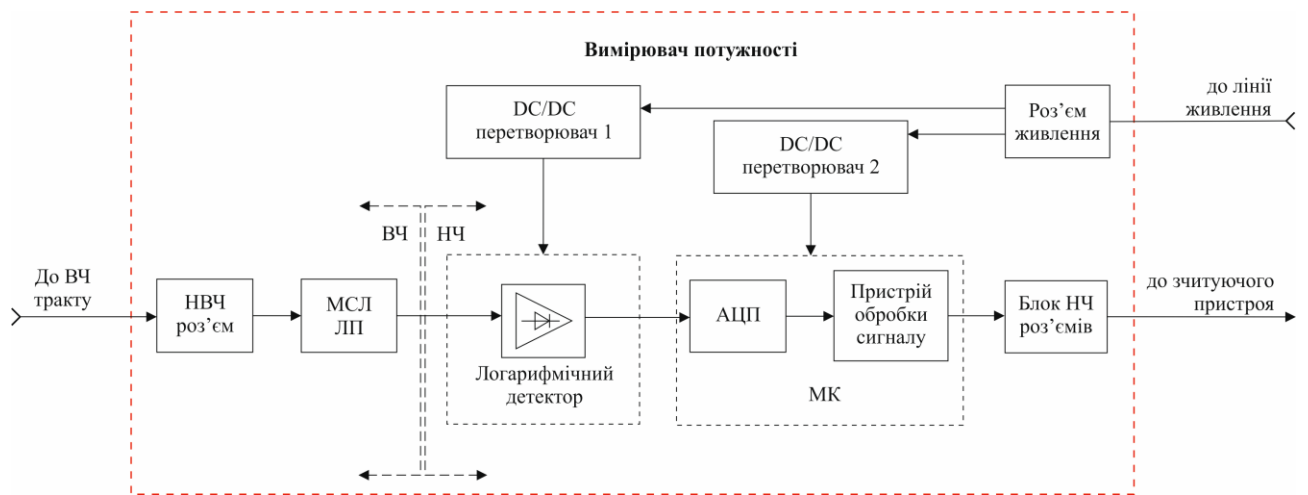 Вимірювач потужності
DC/DC
перетворювач 1
DC/DC
перетворювач 2
Роз’єм
живлення
до лінії
живлення
ВЧ
НЧ
До ВЧ
тракту
НВЧ
роз’єм
МСЛ
ЛП
Логарифмічний
детектор
АЦП
Пристрій
обробки
сигналу
МК
Блок НЧ
роз’ємів
до зчитуючого
пристроя